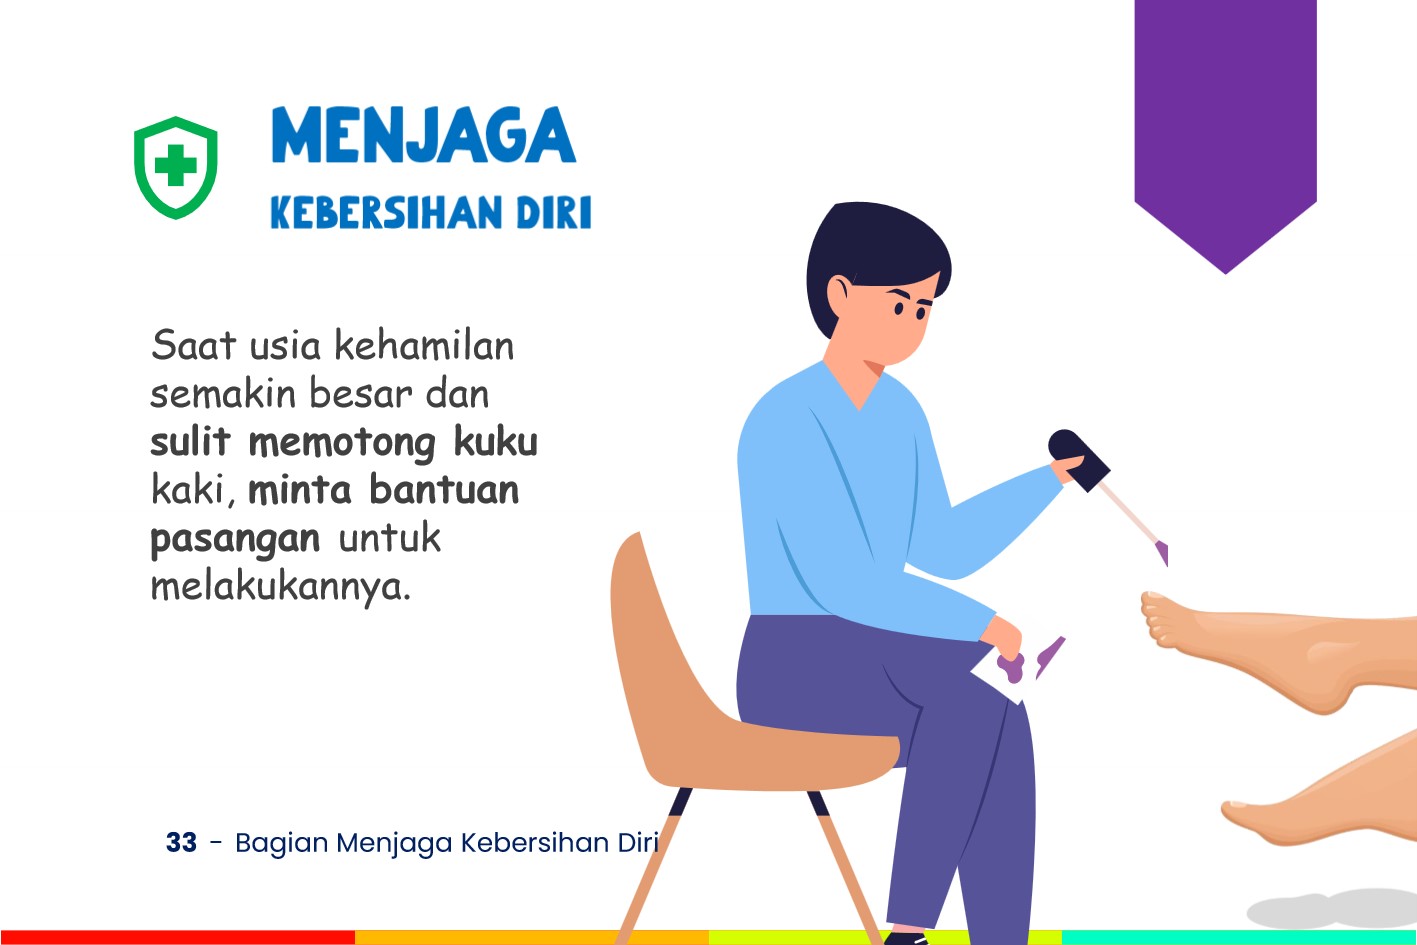 MENJAGA
KEBERSIHAN DIRI
Saat usia kehamilan
semakin besar dan
sulit memotong kuku
kaki, minta bantuan
pasangan untuk
melakukannya.
33 - Bagian Menjaga Kebersihan Diri